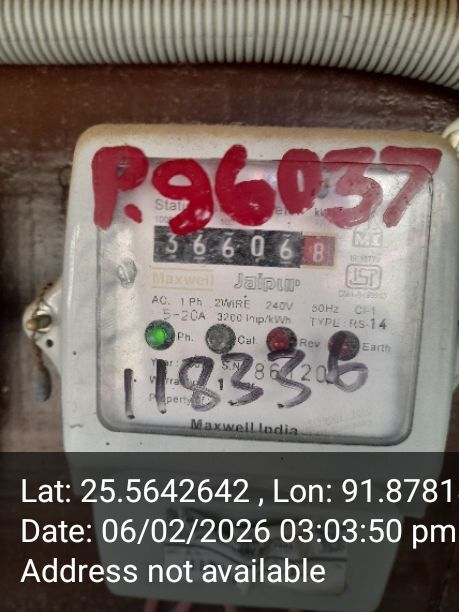 P.96037
36606 8
Maxwell Jaipur
AC. 1 Ph. 2WIRE 240V 50Hz Cl-1
5-20A 3200 Imp/kWh TYPE: RS-14
Ph. Cal. Rev Earth
118336
Maxwell India
Lat: 25.5642642 , Lon: 91.8781
Date: 06/02/2026 03:03:50 pm
Address not available